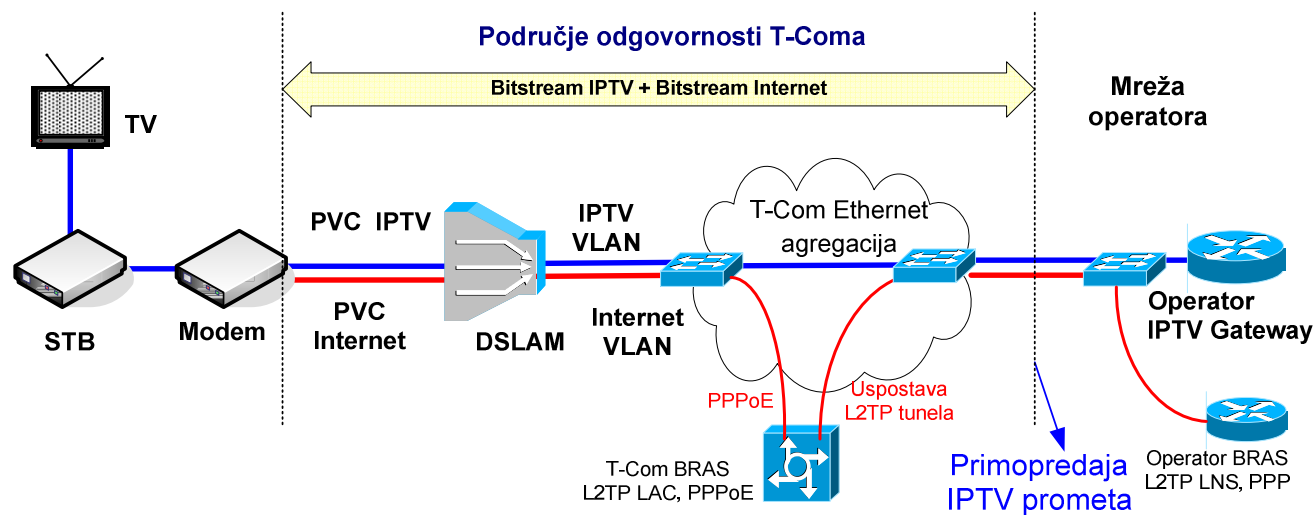 Područje odgovornosti T-Coma
Bitstream IPTV + Bitstream Internet
Mreža
operatora
TV
PVC IPTV
IPTV
VLAN
T-Com Ethernet
agregacija
STB
Modem
PVC
Internet
DSLAM
Internet
VLAN
Operator
IPTV Gateway
PPPoE
Uspostava
L2TP tunela
T-Com BRAS
L2TP LAC, PPPoE
Primopredaja
IPTV prometa
Operator BRAS
L2TP LNS, PPP